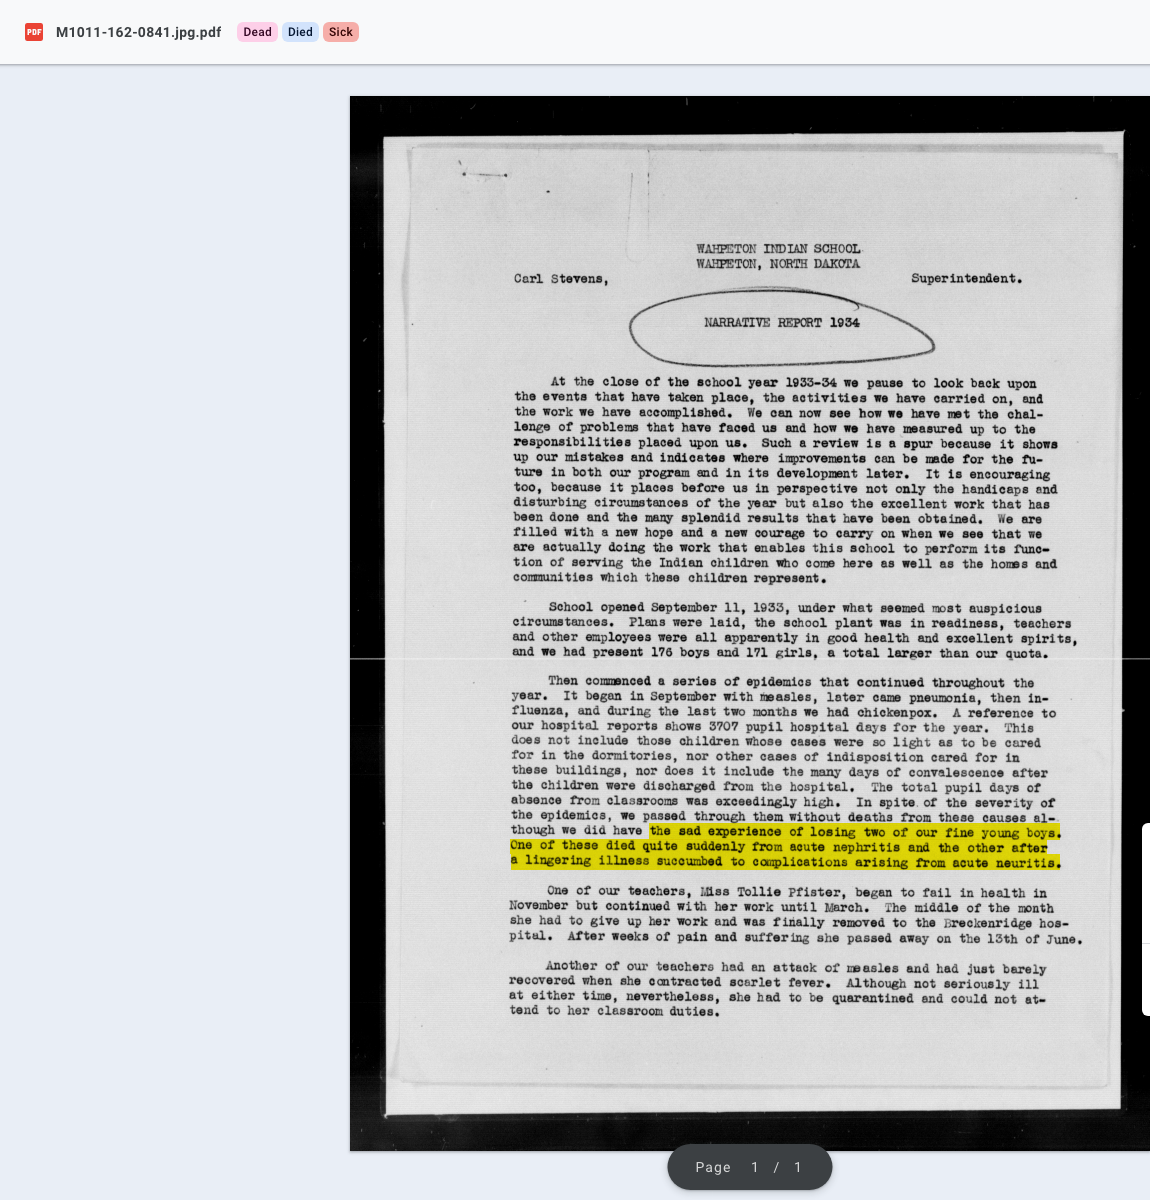 PDF M1011-162-0841.jpg.pdf Dead Died Sick
WAHPETON INDIAN SCHOOL
WAHPETON, NORTH DAKOTA
Carl Stevens, Superintendent.
NARRATIVE REPORT 1934
At the close of the school year 1933-34 we pause to look back upon
the events that have taken place, the activities we have carried on, and
the work we have accomplished. We can now see how we have met the chal-
lenge of problems that have faced us and how we have measured up to the
responsibilities placed upon us. Such a review is a spur because it shows
up our mistakes and indicates where improvements can be made for the fu-
ture in both our program and in its development later. It is encouraging
too, because it places before us in perspective not only the handicaps and
disturbing circumstances of the year but also the excellent work that has
been done and the many splendid results that have been obtained. We are
filled with a new hope and a new courage to carry on when we see that we
are actually doing the work that enables this school to perform its func-
tion of serving the Indian children who come here as well as the homes and
communities which these children represent.
School opened September 11, 1933, under what seemed most auspicious
circumstances. Plans were laid, the school plant was in readiness, teachers
and other employees were all apparently in good health and excellent spirits,
and we had present 176 boys and 171 girls, a total larger than our quota.
Then commenced a series of epidemics that continued throughout the
year. It began in September with measles, later came pneumonia, then in-
fluenza, and during the last two months we had chickenpox. A reference to
our hospital reports shows 3707 pupil hospital days for the year. This
does not include those children whose cases were so light as to be cared
for in the dormitories, nor other cases of indisposition cared for in
these buildings, nor does it include the many days of convalescence after
the children were discharged from the hospital. The total pupil days of
absence from classrooms was exceedingly high. In spite of the severity of
the epidemics, we passed through them without deaths from these causes al-
though we did have the sad experience of losing two of our fine young boys.
One of these died quite suddenly from acute nephritis and the other after
a lingering illness succumbed to complications arising from acute neuritis.
One of our teachers, Miss Tollie Pfister, began to fail in health in
November but continued with her work until March. The middle of the month
she had to give up her work and was finally removed to the Breckenridge hos-
pital. After weeks of pain and suffering she passed away on the 13th of June.
Another of our teachers had an attack of measles and had just barely
recovered when she contracted scarlet fever. Although not seriously ill
at either time, nevertheless, she had to be quarantined and could not at-
tend to her classroom duties.
Page 1 / 1